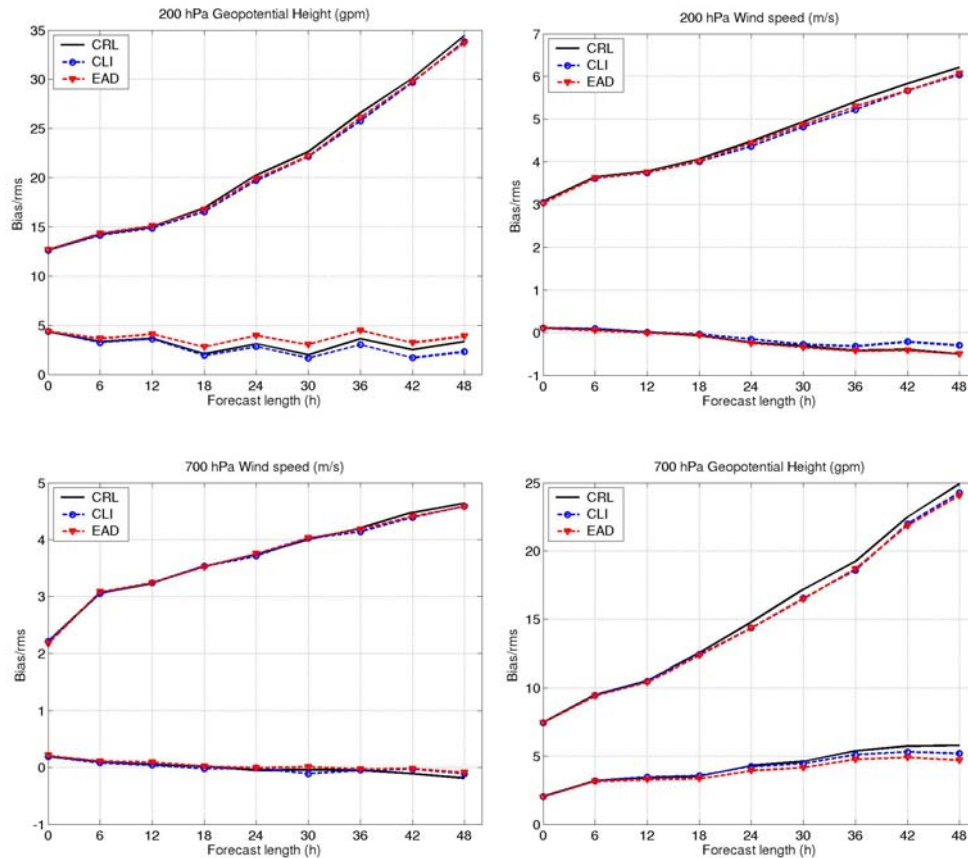 200 hPa Geopotential Height (gpm)
40
35
30
25
20
15
10
5
0
Bias/rms
CRL
CLI
EAD
0 6 12 18 24 30 36 42 48
Forecast length (h)
200 hPa Wind speed (m/s)
7
6
5
4
3
2
1
0
-1
Bias/rms
CRL
CLI
EAD
0 6 12 18 24 30 36 42 48
Forecast length (h)
700 hPa Wind speed (m/s)
5
4
3
2
1
0
-1
Bias/rms
CRL
CLI
EAD
0 6 12 18 24 30 36 42 48
Forecast length (h)
700 hPa Geopotential Height (gpm)
25
20
15
10
5
0
Bias/rms
CRL
CLI
EAD
0 6 12 18 24 30 36 42 48
Forecast length (h)